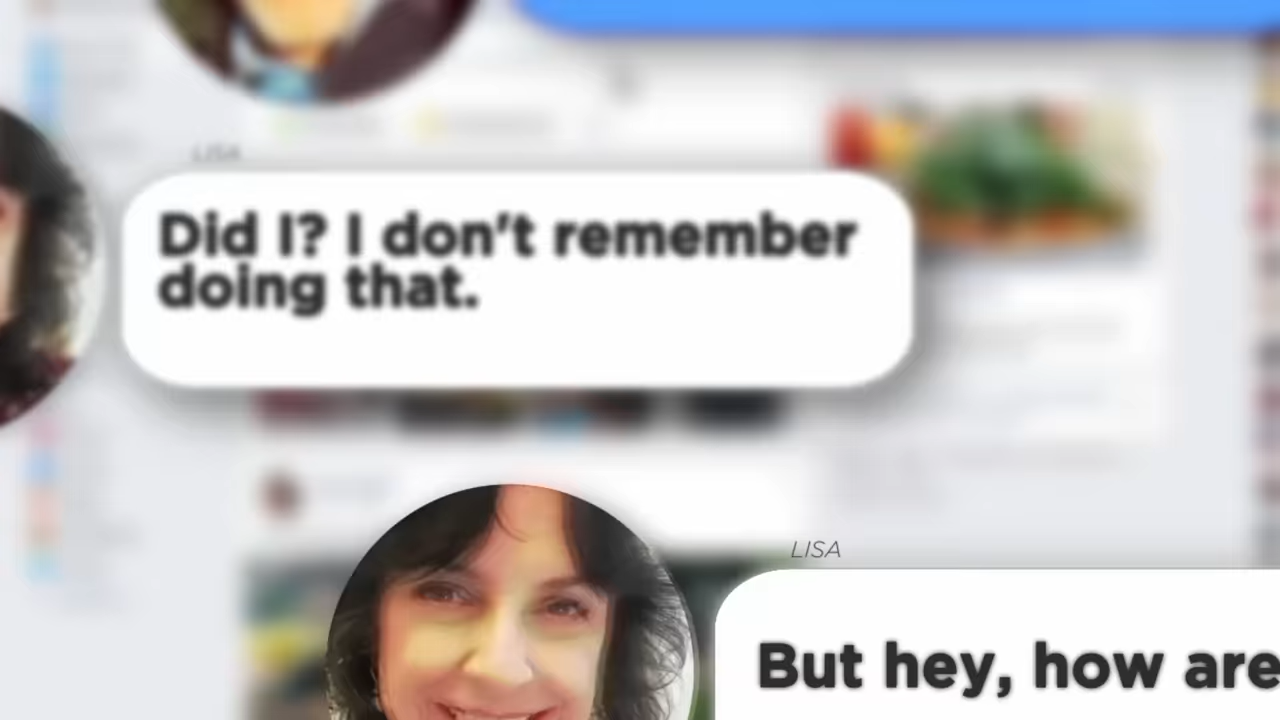 LISA
Did I? I don't remember
doing that.
LISA
But hey, how are